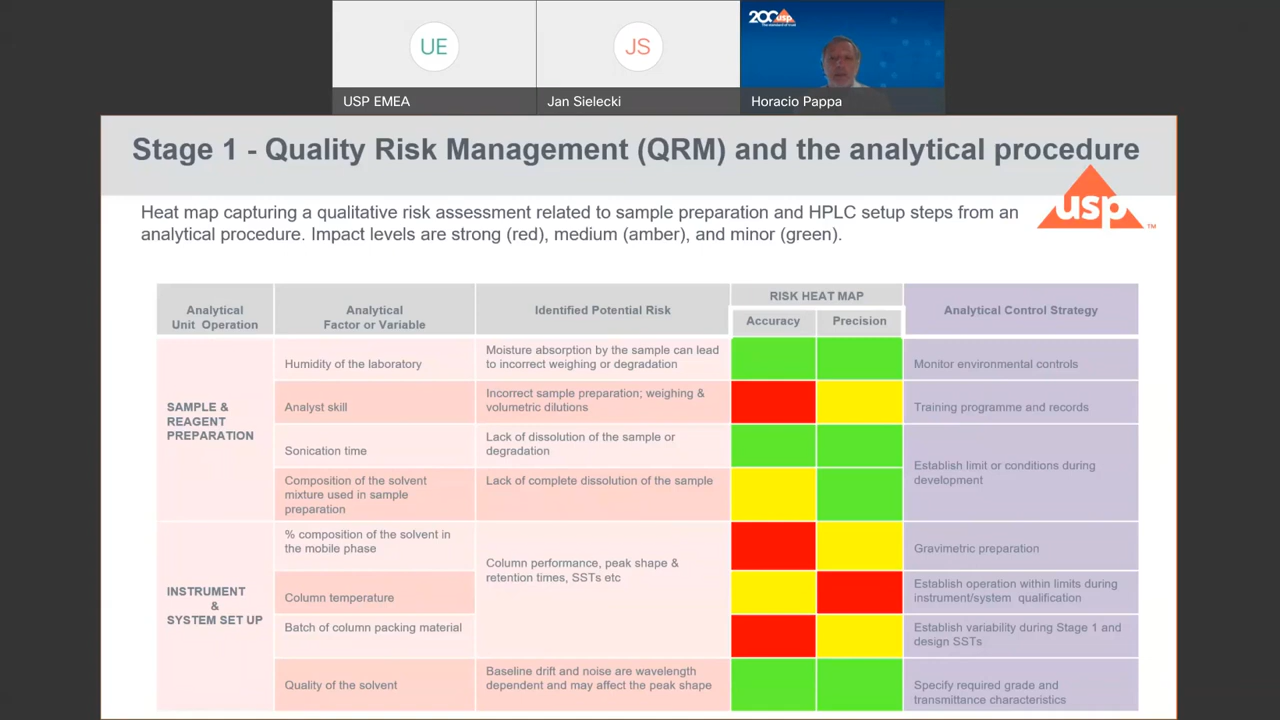 UE
JS
200 usp
USP EMEA
Jan Sielecki
Horacio Pappa
Stage 1 - Quality Risk Management (QRM) and the analytical procedure
usp
TM
Heat map capturing a qualitative risk assessment related to sample preparation and HPLC setup steps from an
analytical procedure. Impact levels are strong (red), medium (amber), and minor (green).
Analytical
Unit Operation
Analytical
Factor or Variable
Identified Potential Risk
RISK HEAT MAP
Accuracy
Precision
Analytical Control Strategy
SAMPLE &
REAGENT
PREPARATION
Humidity of the laboratory
Moisture absorption by the sample can lead
to incorrect weighing or degradation
Monitor environmental controls
Analyst skill
Incorrect sample preparation; weighing &
volumetric dilutions
Training programme and records
Sonication time
Lack of dissolution of the sample or
degradation
Establish limit or conditions during
development
Composition of the solvent
mixture used in sample
preparation
Lack of complete dissolution of the sample
INSTRUMENT
&
SYSTEM SET UP
% composition of the solvent in
the mobile phase
Column performance, peak shape &
retention times, SSTs etc
Gravimetric preparation
Column temperature
Establish operation within limits during
instrument/system qualification
Batch of column packing material
Establish variability during Stage 1 and
design SSTs
Quality of the solvent
Baseline drift and noise are wavelength
dependent and may affect the peak shape
Specify required grade and
transmittance characteristics